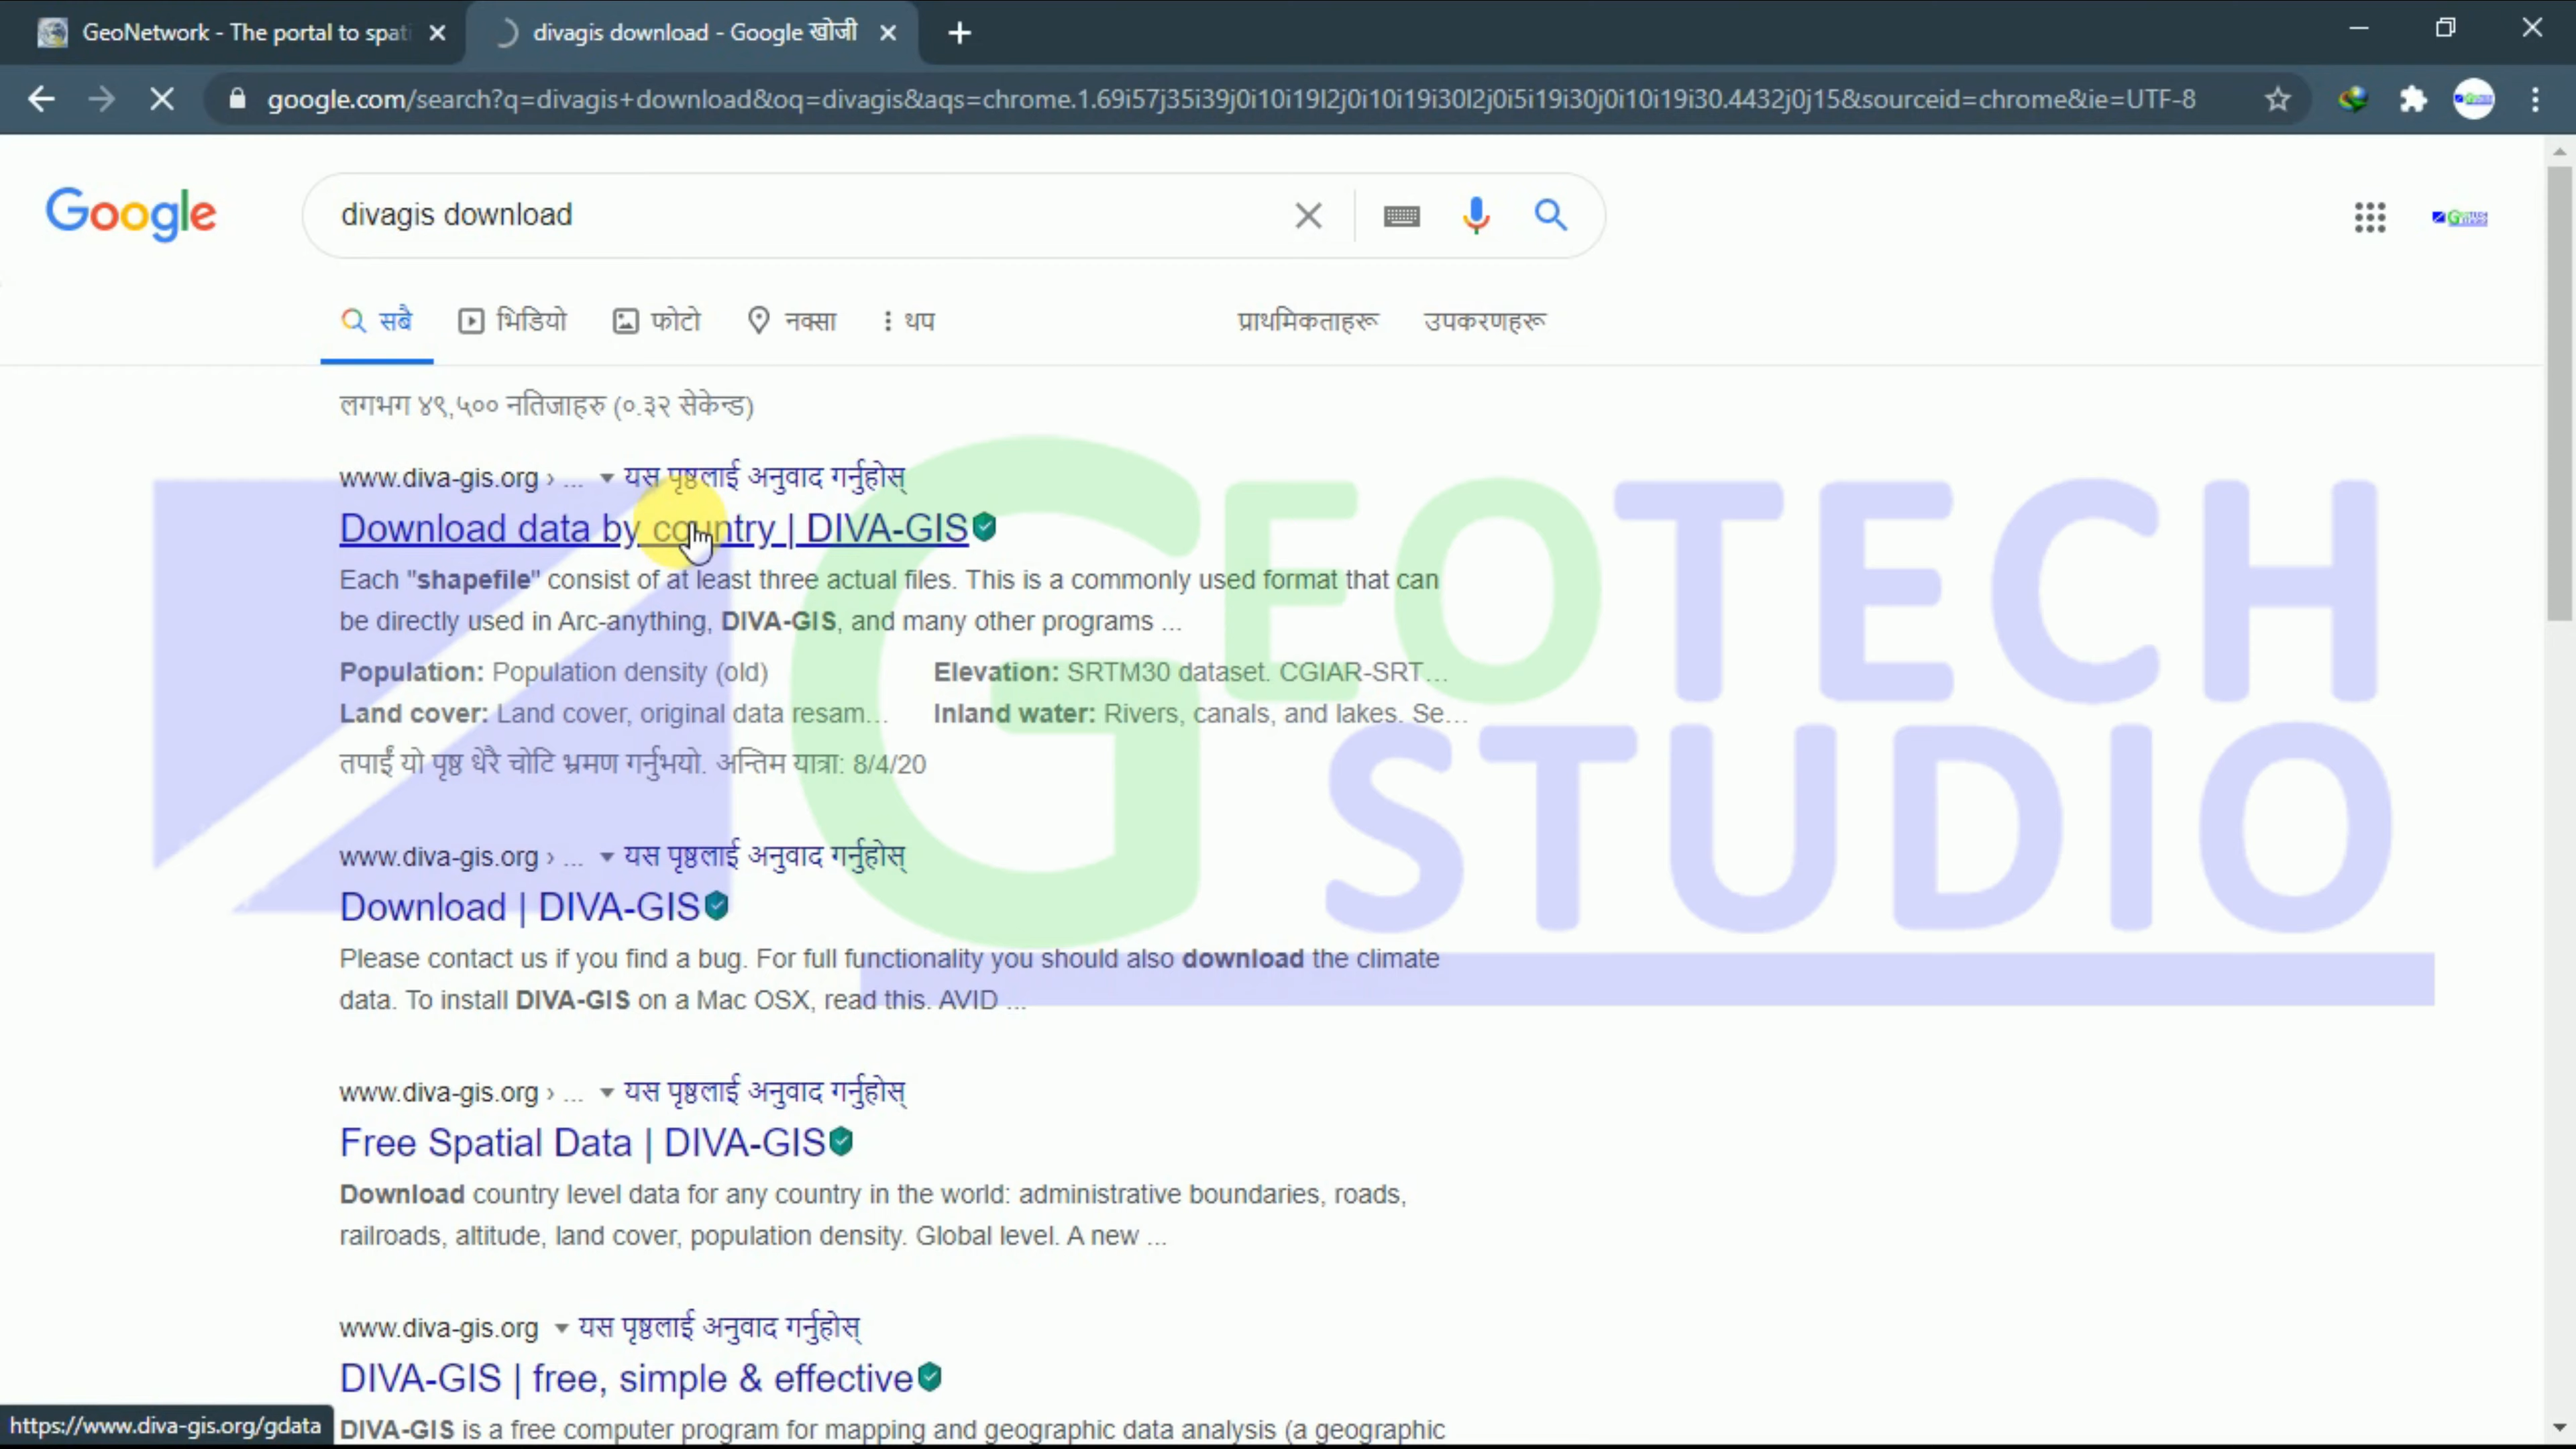 GeoNetwork - The portal to spati
divagis download - Google खोजी
google.com/search?q=divagis+download&oq=divagis&aqs=chrome.1.69i57j35i39j0i10i19l2j0i10i19i30l2j0i5i19i30j0i10i19i30.4432j0j15&sourceid=chrome&ie=UTF-8
Google
divagis download
GEOTECH STUDIO
सबै भिडियो फोटो नक्सा थप प्राथमिकताहरू उपकरणहरू
लगभग ४९,५०० नतिजाहरु (०.३२ सेकेन्ड)
www.diva-gis.org › ... यस पृष्ठलाई अनुवाद गर्नुहोस्
Download data by country | DIVA-GIS
Each "shapefile" consist of at least three actual files. This is a commonly used format that can
be directly used in Arc-anything, DIVA-GIS, and many other programs ...
Population: Population density (old) Elevation: SRTM30 dataset. CGIAR-SRT...
Land cover: Land cover, original data resam... Inland water: Rivers, canals, and lakes. Se...
तपाईं यो पृष्ठ धेरै चोटि भ्रमण गर्नुभयो. अन्तिम यात्रा: 8/4/20
www.diva-gis.org › ... यस पृष्ठलाई अनुवाद गर्नुहोस्
Download | DIVA-GIS
Please contact us if you find a bug. For full functionality you should also download the climate
data. To install DIVA-GIS on a Mac OSX, read this. AVID ...
www.diva-gis.org › ... यस पृष्ठलाई अनुवाद गर्नुहोस्
Free Spatial Data | DIVA-GIS
Download country level data for any country in the world: administrative boundaries, roads,
railroads, altitude, land cover, population density. Global level. A new ...
www.diva-gis.org यस पृष्ठलाई अनुवाद गर्नुहोस्
DIVA-GIS | free, simple & effective
DIVA-GIS is a free computer program for mapping and geographic data analysis (a geographic
https://www.diva-gis.org/gdata
GEOTECH
STUDIO